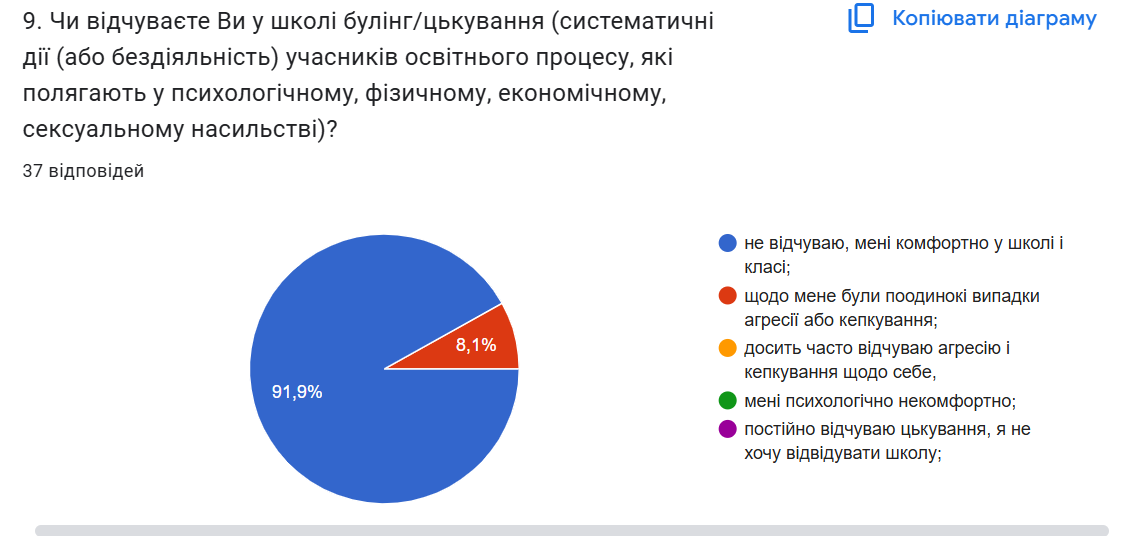 9. Чи відчуваєте Ви у школі булінг/цькування (систематичні
дії (або бездіяльність) учасників освітнього процесу, які
полягають у психологічному, фізичному, економічному,
сексуальному насильстві)?
Копіювати діаграму
37 відповідей
91,9%
8,1%
не відчуваю, мені комфортно у школі і
класі;
щодо мене були поодинокі випадки
агресії або кепкування;
досить часто відчуваю агресію і
кепкування щодо себе,
мені психологічно некомфортно;
постійно відчуваю цькування, я не
хочу відвідувати школу;